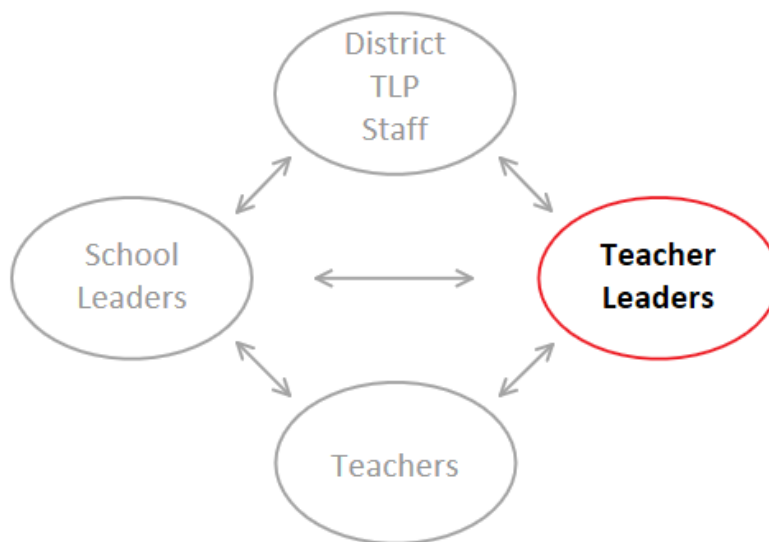 District
TLP
Staff
School
Leaders
Teacher
Leaders
Teachers